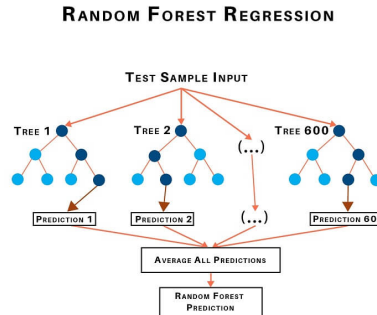 RANDOM FOREST REGRESSION
TEST SAMPLE INPUT
TREE 1
TREE 2
(...)
TREE 600
PREDICTION 1
PREDICTION 2
(...)
PREDICTION 60
AVERAGE ALL PREDICTIONS
RANDOM FOREST
PREDICTION